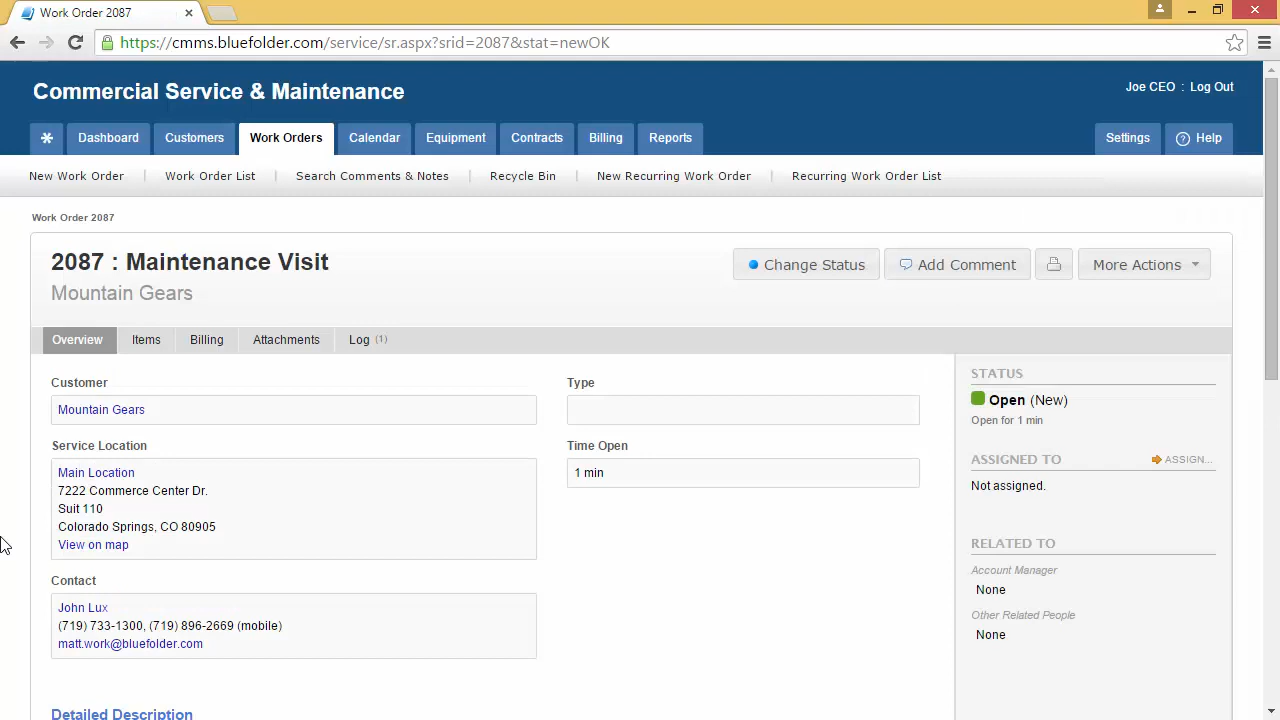 Work Order 2087
https://cmms.bluefolder.com/service/sr.aspx?srid=2087&stat=newOK
Commercial Service & Maintenance
Joe CEO : Log Out
* Dashboard Customers Work Orders Calendar Equipment Contracts Billing Reports Settings ? Help
New Work Order | Work Order List | Search Comments & Notes | Recycle Bin | New Recurring Work Order | Recurring Work Order List
Work Order 2087
2087 : Maintenance Visit
Mountain Gears
Change Status Add Comment More Actions
Overview Items Billing Attachments Log (1)
Customer
Mountain Gears
Service Location
Main Location
7222 Commerce Center Dr.
Suit 110
Colorado Springs, CO 80905
View on map
Contact
John Lux
(719) 733-1300, (719) 896-2669 (mobile)
matt.work@bluefolder.com
Detailed Description
Type
Time Open
1 min
STATUS
Open (New)
Open for 1 min
ASSIGNED TO ASSIGN...
Not assigned.
RELATED TO
Account Manager
None
Other Related People
None